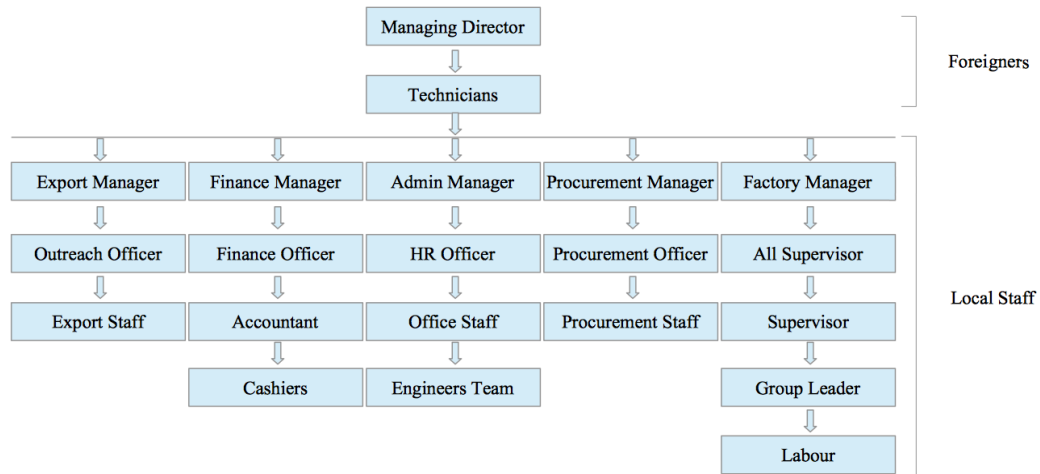 Managing Director
Foreigners
Technicians
Export Manager
Finance Manager
Admin Manager
Procurement Manager
Factory Manager
Outreach Officer
Finance Officer
HR Officer
Procurement Officer
All Supervisor
Local Staff
Export Staff
Accountant
Office Staff
Procurement Staff
Supervisor
Cashiers
Engineers Team
Group Leader
Labour